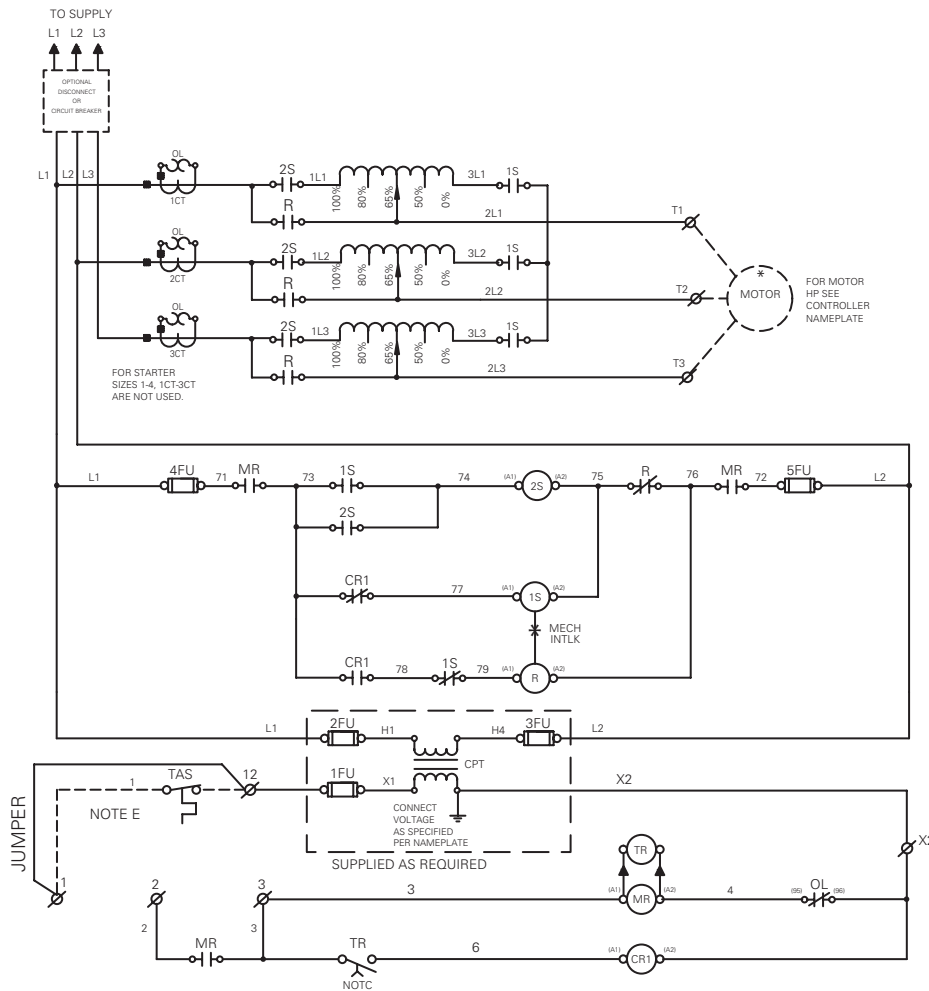 TO SUPPLY
L1 L2 L3
OPTIONAL
DISCONNECT
OR
CIRCUIT BREAKER
L1 L2 L3
OL
1CT
2S
1L1
100% 80% 65% 50% 0%
3L1
1S
R
2L1
T1
OL
2CT
2S
1L2
100% 80% 65% 50% 0%
3L2
1S
R
2L2
T2
*
MOTOR
FOR MOTOR
HP SEE
CONTROLLER
NAMEPLATE
OL
3CT
2S
1L3
100% 80% 65% 50% 0%
3L3
1S
R
2L3
T3
FOR STARTER
SIZES 1-4, 1CT-3CT
ARE NOT USED.
L1
4FU
71
MR
73
1S
74
(A1)
2S
(A2)
75
R
76
MR
72
5FU
L2
2S
CR1
77
(A1)
1S
(A2)
MECH
INTLK
CR1
78
1S
79
(A1)
R
(A2)
L1
2FU
H1
H4
3FU
L2
CPT
1
TAS
12
1FU
X1
X2
NOTE E
CONNECT
VOLTAGE
AS SPECIFIED
PER NAMEPLATE
SUPPLIED AS REQUIRED
JUMPER
TR
X2
1
2
3
3
(A1)
MR
(A2)
4
(95)
OL
(96)
2
3
MR
TR
NOTC
6
(A1)
CR1
(A2)